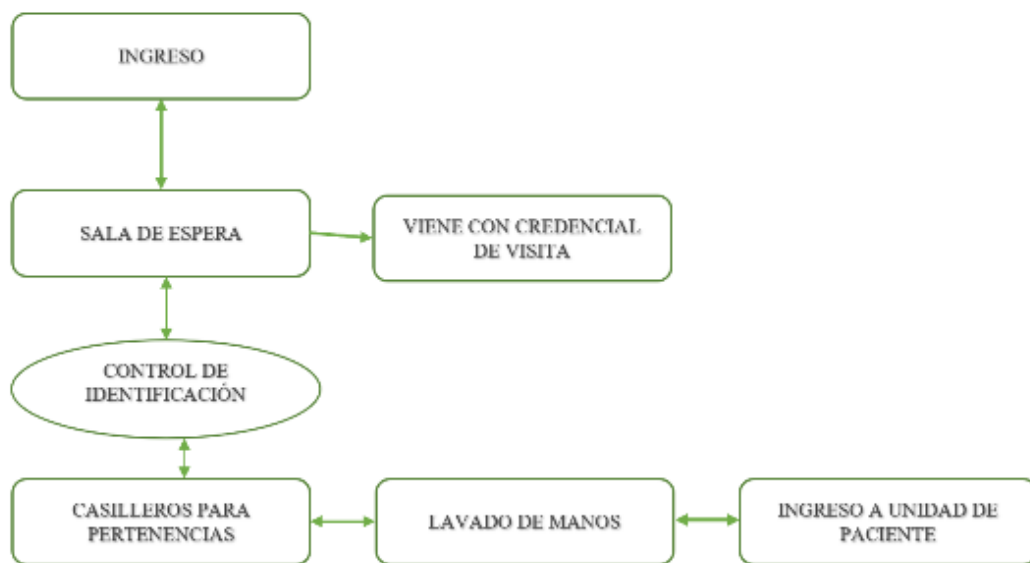 INGRESO
SALA DE ESPERA
VIENE CON CREDENCIAL
DE VISITA
CONTROL DE
IDENTIFICACIÓN
CASILLEROS PARA
PERTENENCIAS
LAVADO DE MANOS
INGRESO A UNIDAD DE
PACIENTE